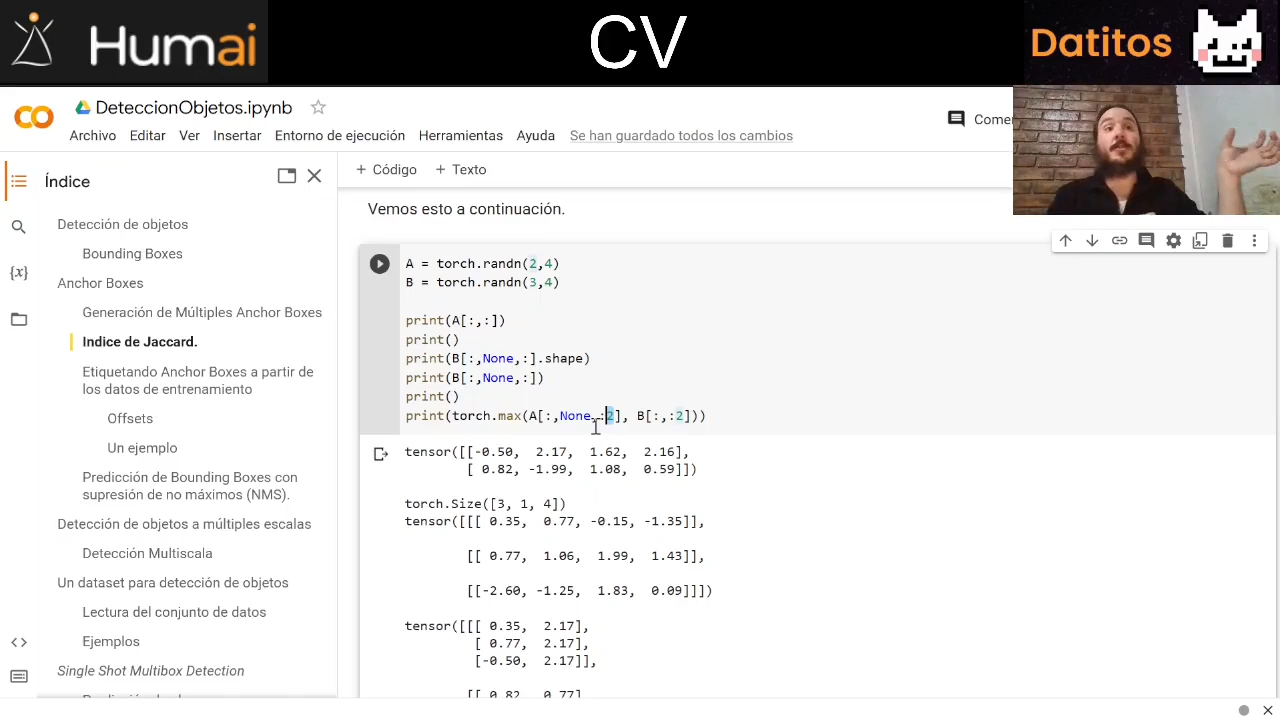 Humai
CV
Datitos
CO
DeteccionObjetos.ipynb
Archivo Editar Ver Insertar Entorno de ejecución Herramientas Ayuda Se han guardado todos los cambios
Comen
Índice
+ Código + Texto
Detección de objetos
Bounding Boxes
Anchor Boxes
Generación de Múltiples Anchor Boxes
Indice de Jaccard.
Etiquetando Anchor Boxes a partir de
los datos de entrenamiento
Offsets
Un ejemplo
Predicción de Bounding Boxes con
supresión de no máximos (NMS).
Detección de objetos a múltiples escalas
Detección Multiscala
Un dataset para detección de objetos
Lectura del conjunto de datos
Ejemplos
Single Shot Multibox Detection
{x}
<>
Vemos esto a continuación.
A = torch.randn(2,4)
B = torch.randn(3,4)
print(A[:,:])
print()
print(B[:,None,:].shape)
print(B[:,None,:])
print()
print(torch.max(A[:,None,:2], B[:,:2]))
tensor([[-0.50, 2.17, 1.62, 2.16],
[ 0.82, -1.99, 1.08, 0.59]])
torch.Size([3, 1, 4])
tensor([[[ 0.35, 0.77, -0.15, -1.35]],
[[ 0.77, 1.06, 1.99, 1.43]],
[[-2.60, -1.25, 1.83, 0.09]]])
tensor([[[ 0.35, 2.17],
[ 0.77, 2.17],
[-0.50, 2.17]],
[[ 0.82, 0.77]